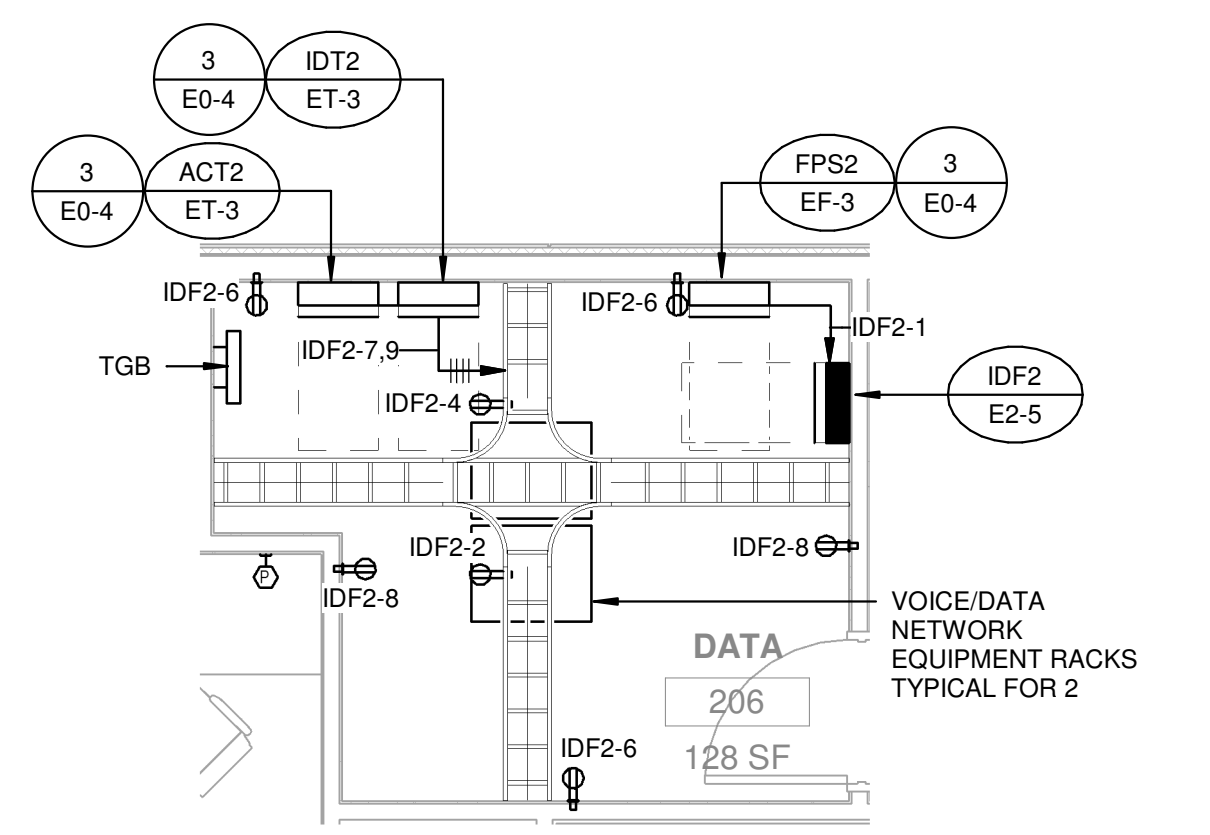 3
E0-4
IDT2
ET-3
3
E0-4
ACT2
ET-3
FPS2
EF-3
3
E0-4
IDF2-6
IDF2-6
IDF2-1
TGB
IDF2-7,9
IDF2
E2-5
IDF2-4
IDF2-2
IDF2-8
P
IDF2-8
VOICE/DATA
NETWORK
EQUIPMENT RACKS
TYPICAL FOR 2
DATA
206
128 SF
IDF2-6